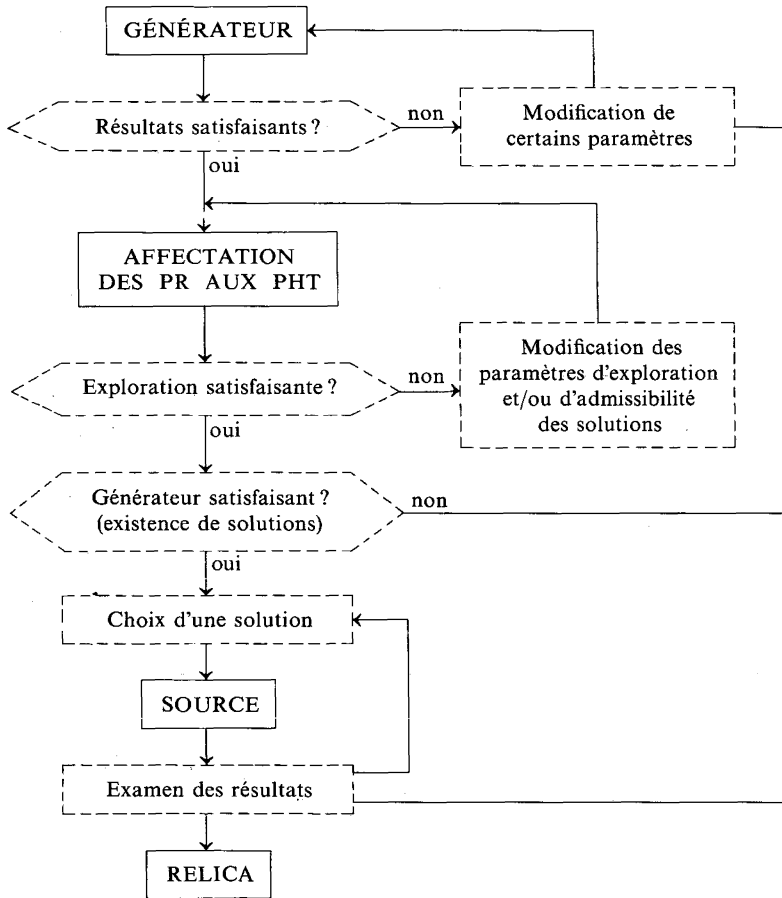 GÉNÉRATEUR
Résultats satisfaisants ?
non
Modification de
certains paramètres
oui
AFFECTATION
DES PR AUX PHT
Exploration satisfaisante ?
non
Modification des
paramètres d'exploration
et/ou d'admissibilité
des solutions
oui
Générateur satisfaisant ?
(existence de solutions)
non
oui
Choix d'une solution
SOURCE
Examen des résultats
RELICA